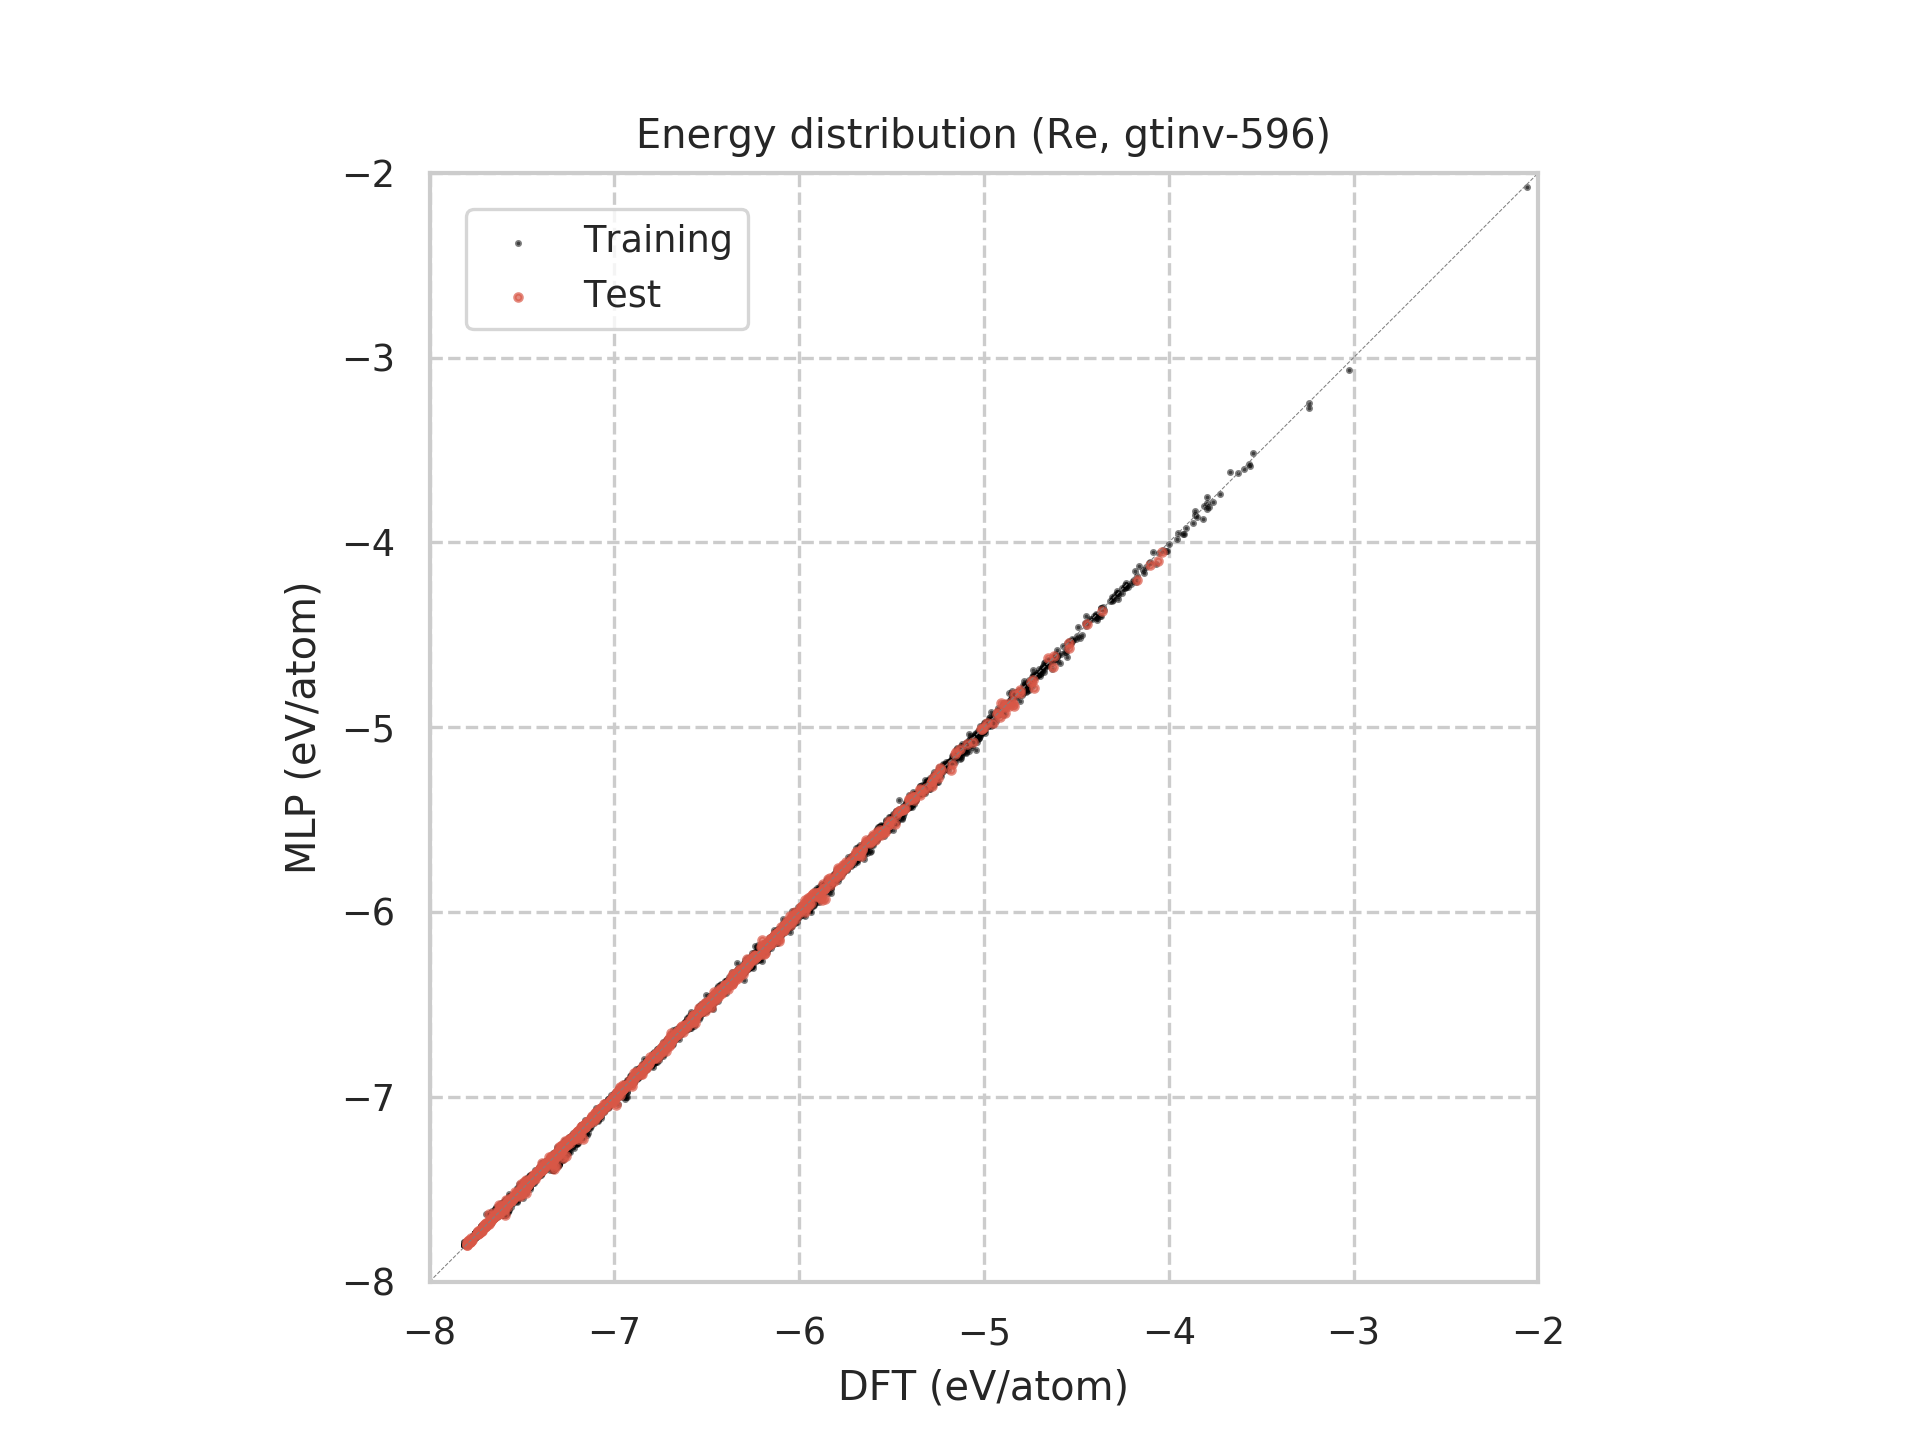 Energy distribution (Re, gtinv-596)
Training
Test
−2
−3
−4
−5
−6
−7
−8
MLP (eV/atom)
−8 −7 −6 −5 −4 −3 −2
DFT (eV/atom)